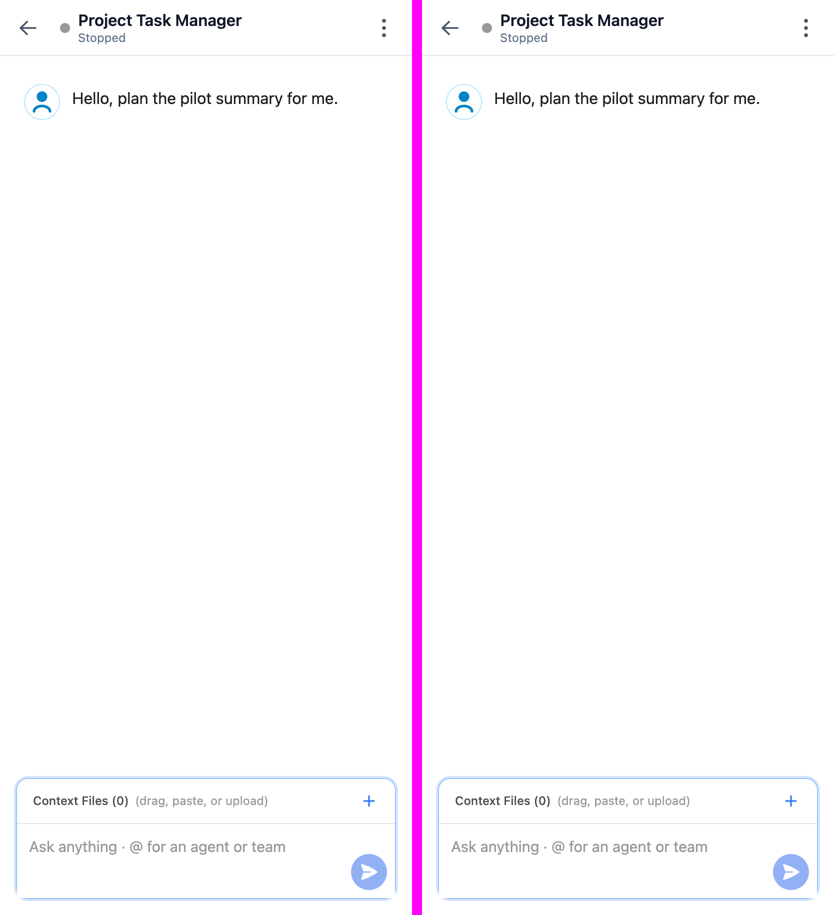 Project Task Manager
Stopped
Hello, plan the pilot summary for me.
Context Files (0) (drag, paste, or upload)
Ask anything · @ for an agent or team
Project Task Manager
Stopped
Hello, plan the pilot summary for me.
Context Files (0) (drag, paste, or upload)
Ask anything · @ for an agent or team